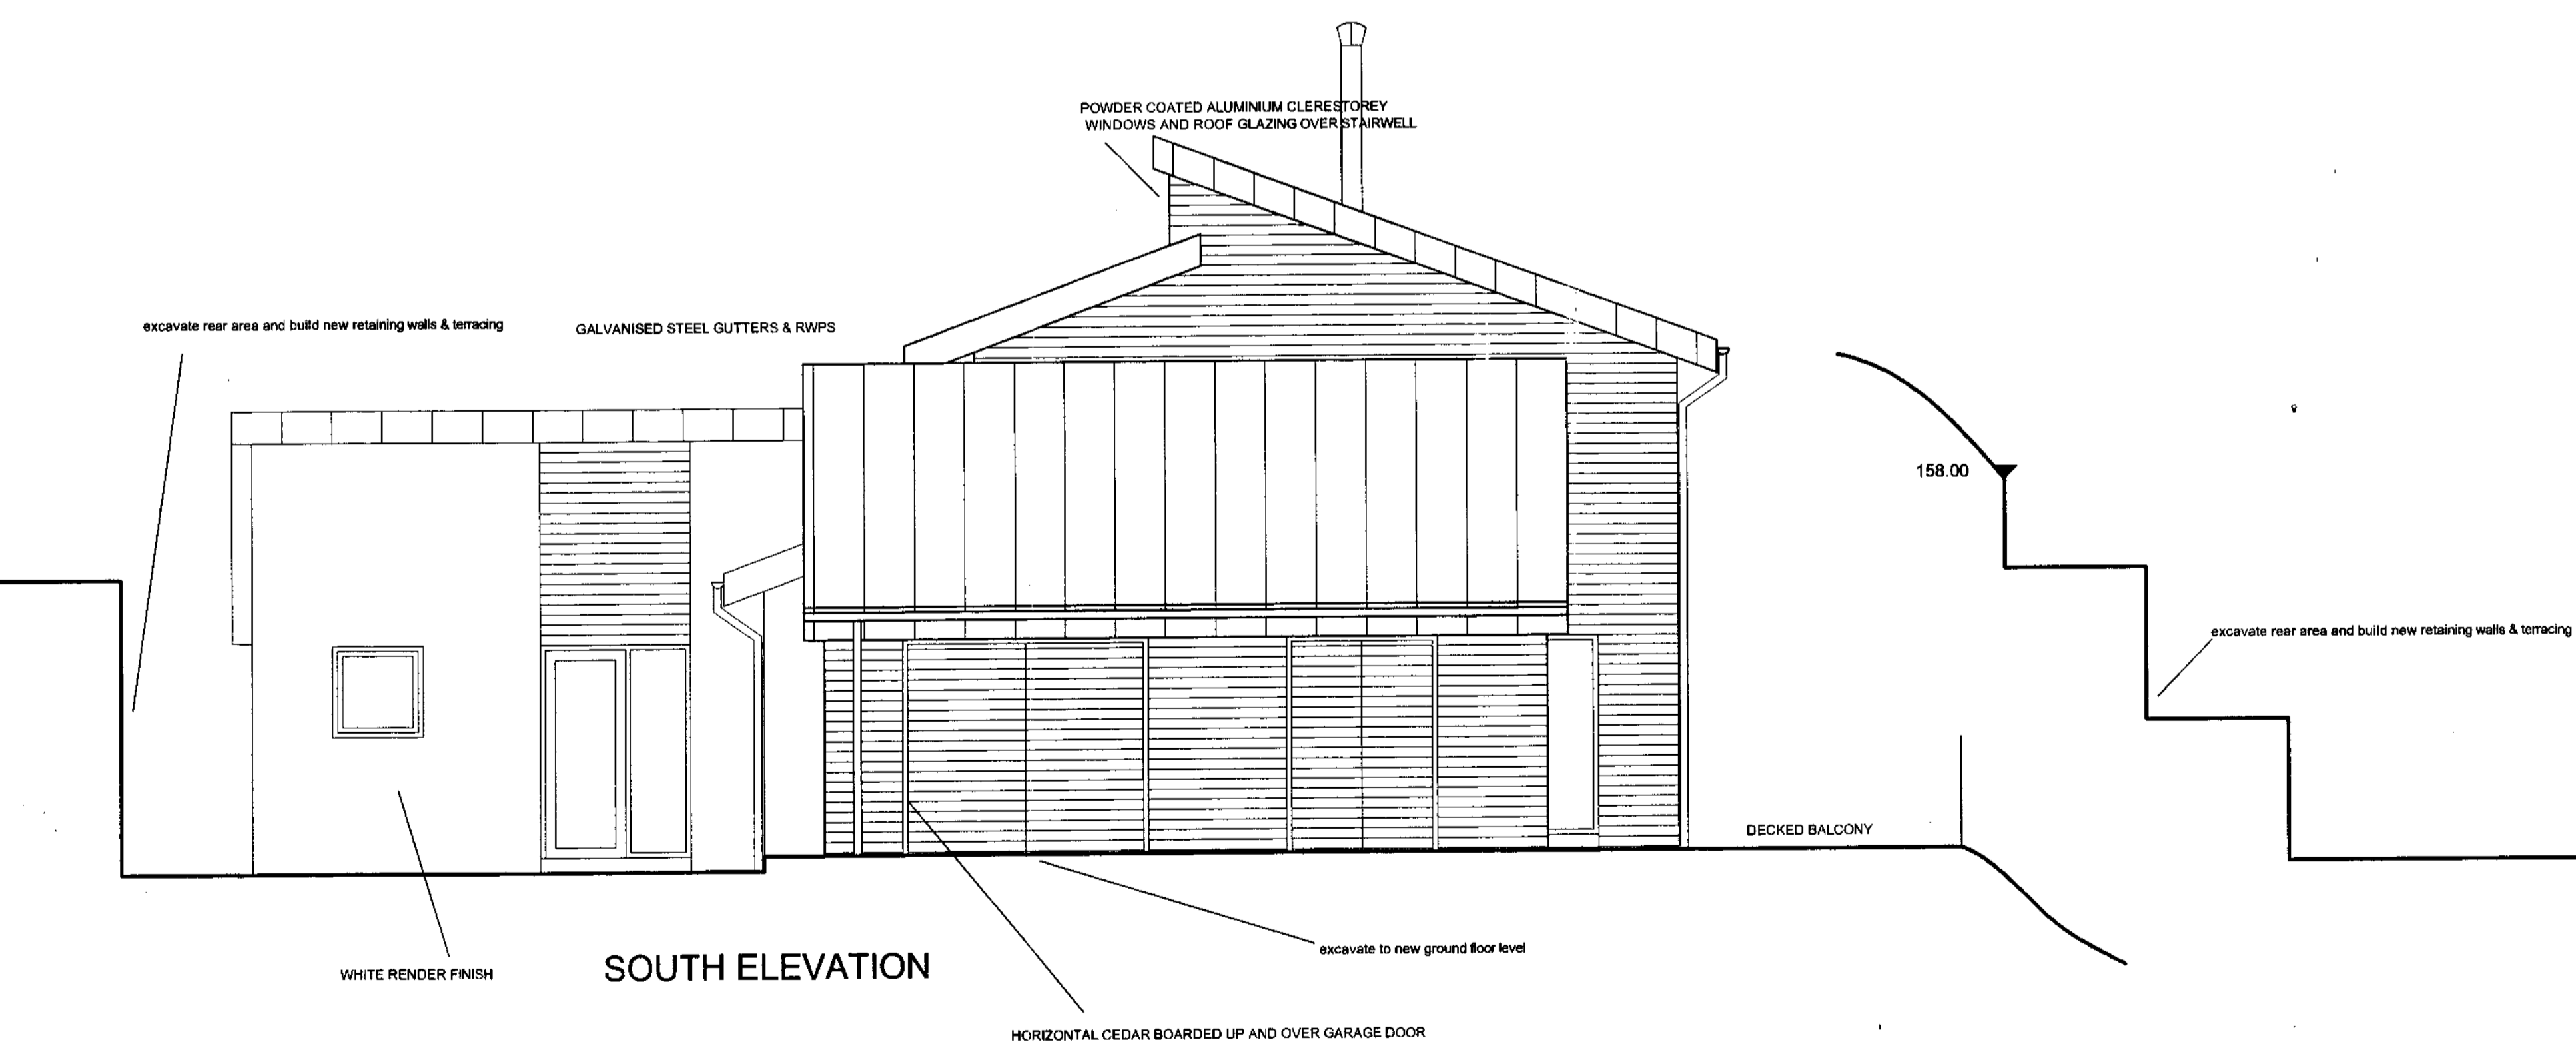 POWDER COATED ALUMINIUM CLERESTOREY
WINDOWS AND ROOF GLAZING OVER STAIRWELL
excavate rear area and build new retaining walls & terracing
GALVANISED STEEL GUTTERS & RWPS
158.00
excavate rear area and build new retaining walls & terracing
DECKED BALCONY
WHITE RENDER FINISH
SOUTH ELEVATION
excavate to new ground floor level
HORIZONTAL CEDAR BOARDED UP AND OVER GARAGE DOOR